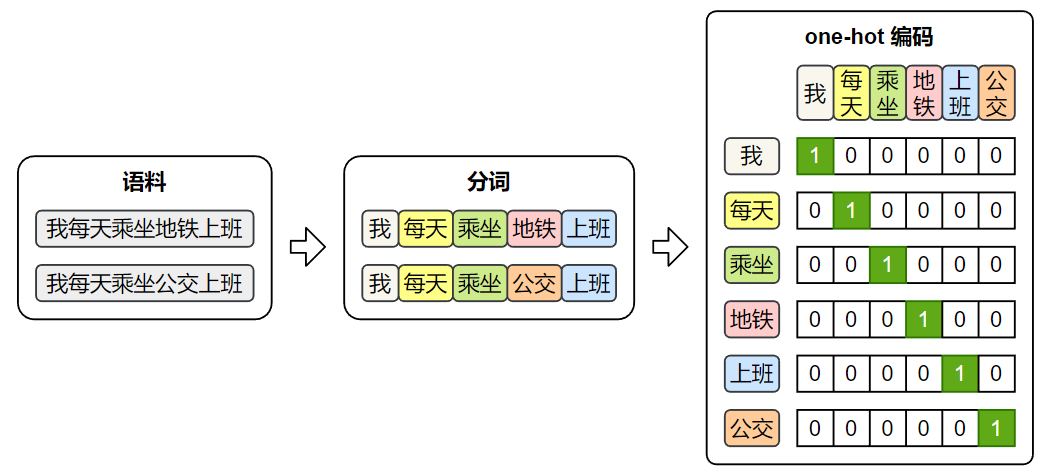 语料
我每天乘坐地铁上班
我每天乘坐公交上班
分词
我 每天 乘坐 地铁 上班
我 每天 乘坐 公交 上班
one-hot 编码
我 每天 乘坐 地铁 上班 公交
我 1 0 0 0 0 0
每天 0 1 0 0 0 0
乘坐 0 0 1 0 0 0
地铁 0 0 0 1 0 0
上班 0 0 0 0 1 0
公交 0 0 0 0 0 1